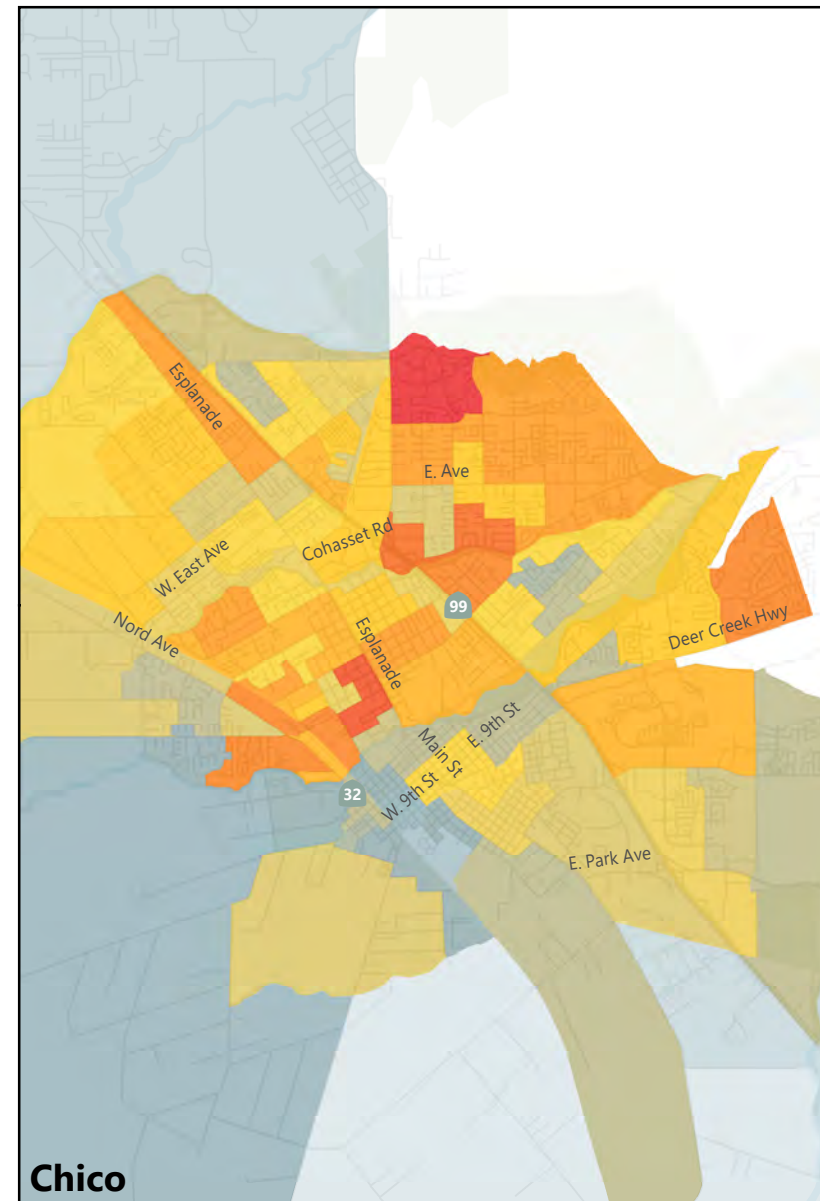 Esplanade
E. Ave
Cohasset Rd
W. East Ave
99
Nord Ave
Esplanade
Deer Creek Hwy
E. 9th St
Main St
W. 9th St
32
E. Park Ave
Chico